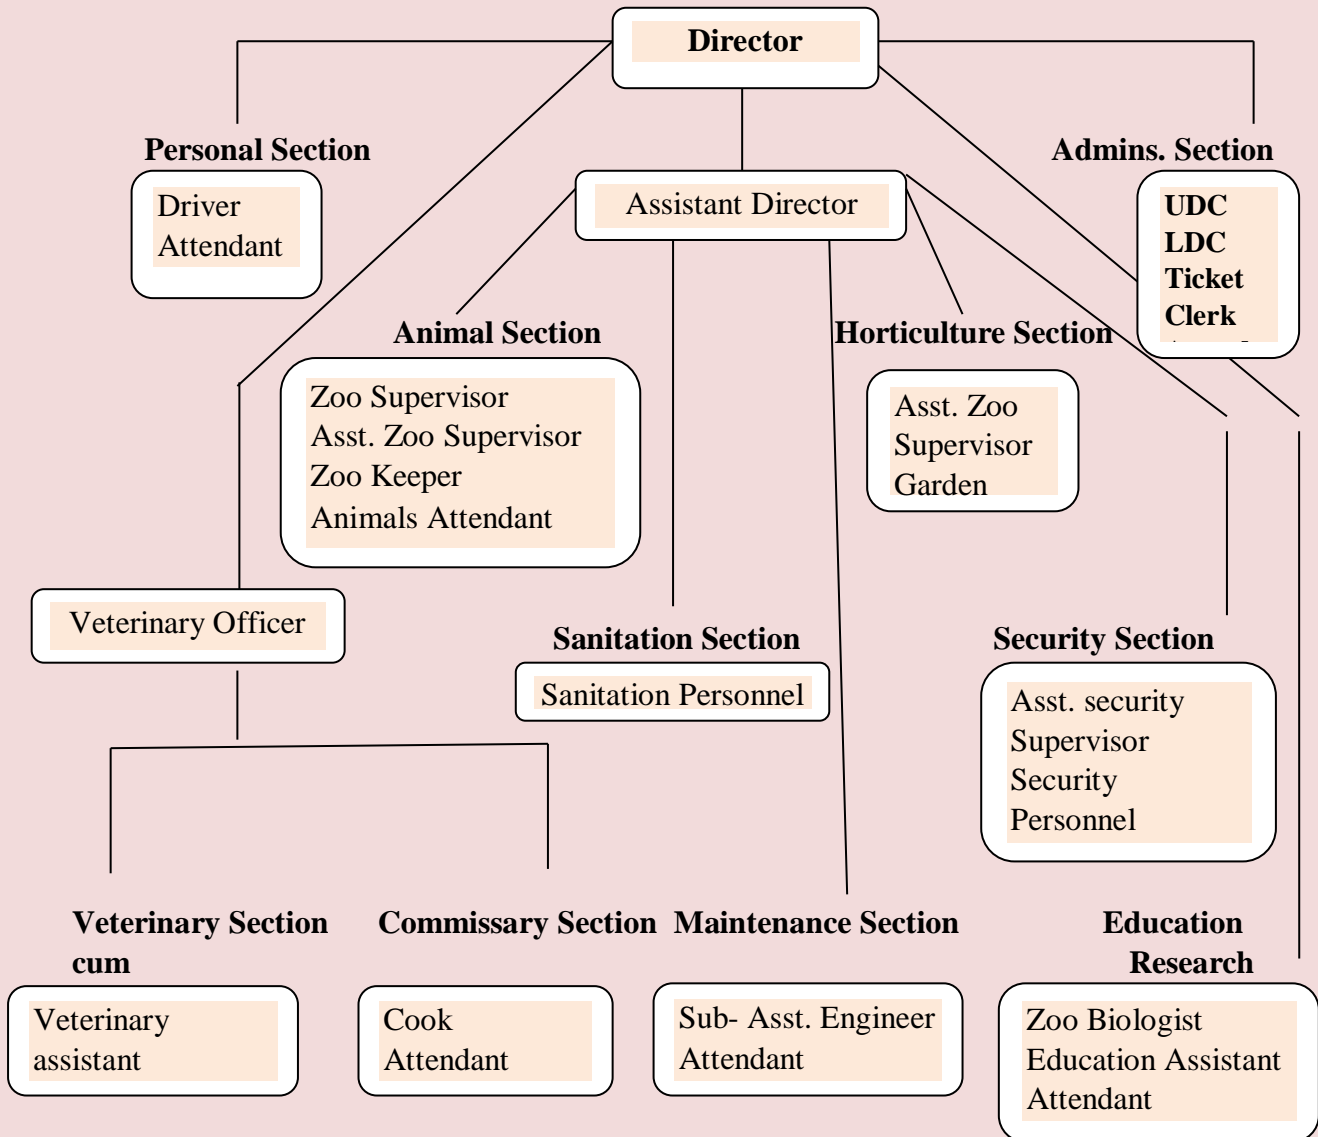 Director
Personal Section
Driver
Attendant
Admins. Section
UDC
LDC
Ticket
Clerk
Assistant Director
Animal Section
Zoo Supervisor
Asst. Zoo Supervisor
Zoo Keeper
Animals Attendant
Horticulture Section
Asst. Zoo
Supervisor
Garden
Veterinary Officer
Sanitation Section
Sanitation Personnel
Security Section
Asst. security
Supervisor
Security
Personnel
Veterinary Section
cum
Veterinary
assistant
Commissary Section
Cook
Attendant
Maintenance Section
Sub- Asst. Engineer
Attendant
Education
Research
Zoo Biologist
Education Assistant
Attendant